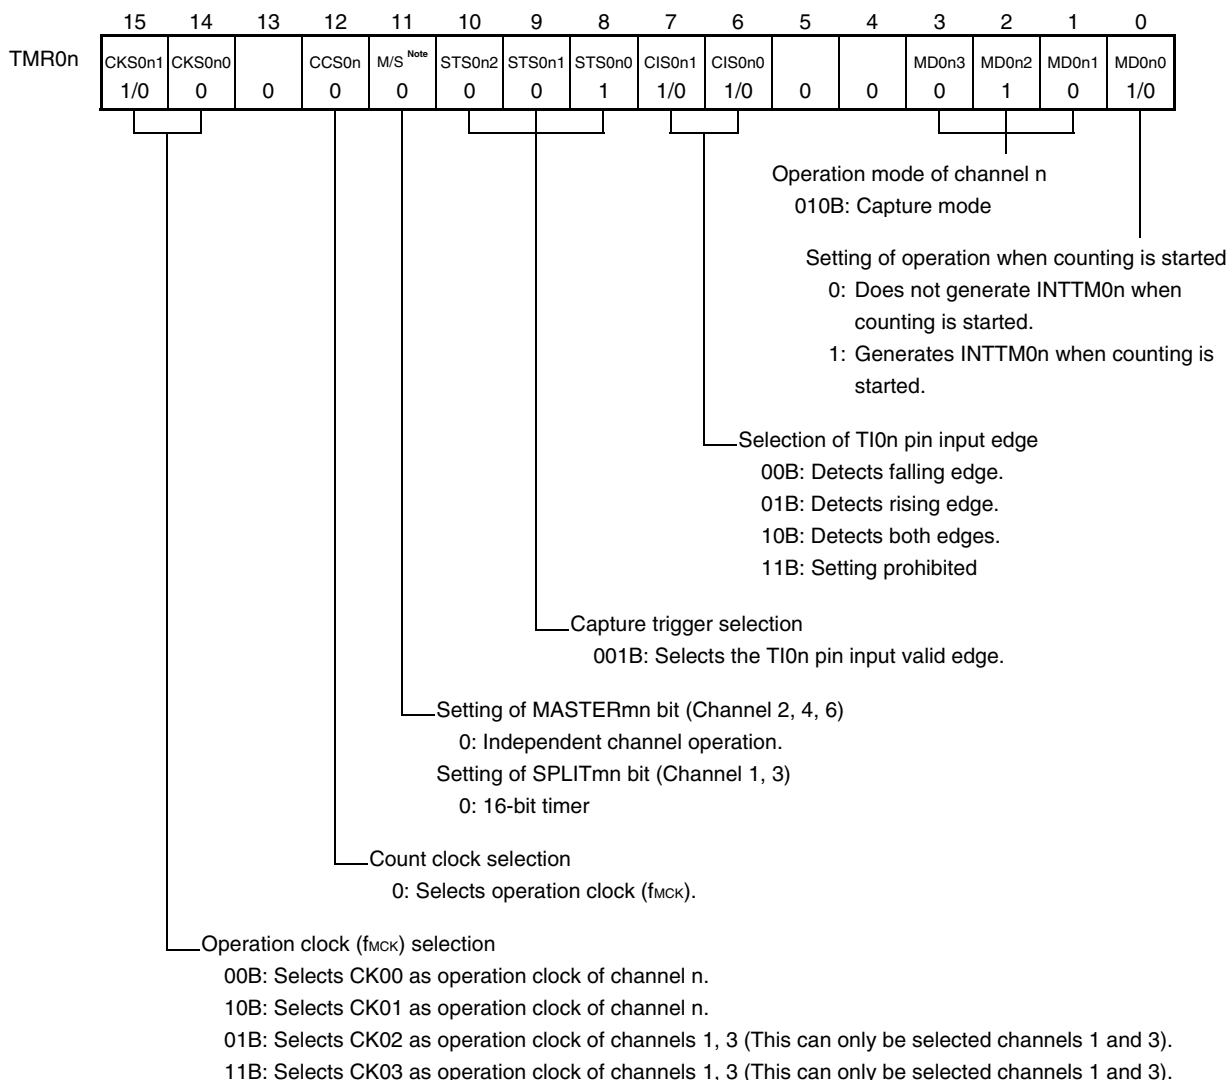 15 14 13 12 11 10 9 8 7 6 5 4 3 2 1 0
TMR0n CKS0n1 CKS0n0 CCS0n M/S Note STS0n2 STS0n1 STS0n0 CIS0n1 CIS0n0 MD0n3 MD0n2 MD0n1 MD0n0
1/0 0 0 0 0 0 0 1 1/0 1/0 0 0 0 1 0 1/0
Operation mode of channel n
010B: Capture mode
Setting of operation when counting is started
0: Does not generate INTTM0n when
counting is started.
1: Generates INTTM0n when counting is
started.
Selection of TI0n pin input edge
00B: Detects falling edge.
01B: Detects rising edge.
10B: Detects both edges.
11B: Setting prohibited
Capture trigger selection
001B: Selects the TI0n pin input valid edge.
Setting of MASTERmn bit (Channel 2, 4, 6)
0: Independent channel operation.
Setting of SPLITmn bit (Channel 1, 3)
0: 16-bit timer
Count clock selection
0: Selects operation clock (fMCK).
Operation clock (fMCK) selection
00B: Selects CK00 as operation clock of channel n.
10B: Selects CK01 as operation clock of channel n.
01B: Selects CK02 as operation clock of channels 1, 3 (This can only be selected channels 1 and 3).
11B: Selects CK03 as operation clock of channels 1, 3 (This can only be selected channels 1 and 3).